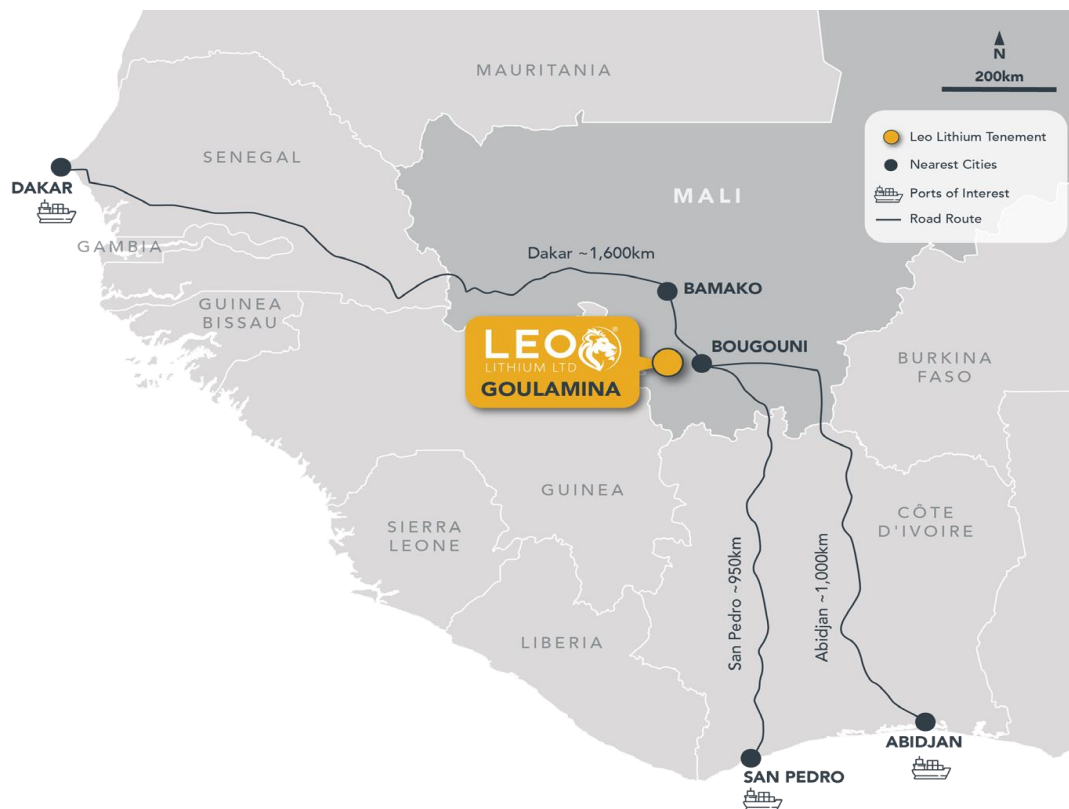 MAURITANIA
N
200km
Leo Lithium Tenement
Nearest Cities
Ports of Interest
Road Route
SENEGAL
DAKAR
MALI
GAMBIA
Dakar ~1,600km
BAMAKO
GUINEA
BISSAU
LEO®
LITHIUM LTD
GOULAMINA
BOUGOUNI
BURKINA
FASO
GUINEA
SIERRA
LEONE
CÔTE
D'IVOIRE
San Pedro ~950km
Abidjan ~1,000km
LIBERIA
ABIDJAN
SAN PEDRO